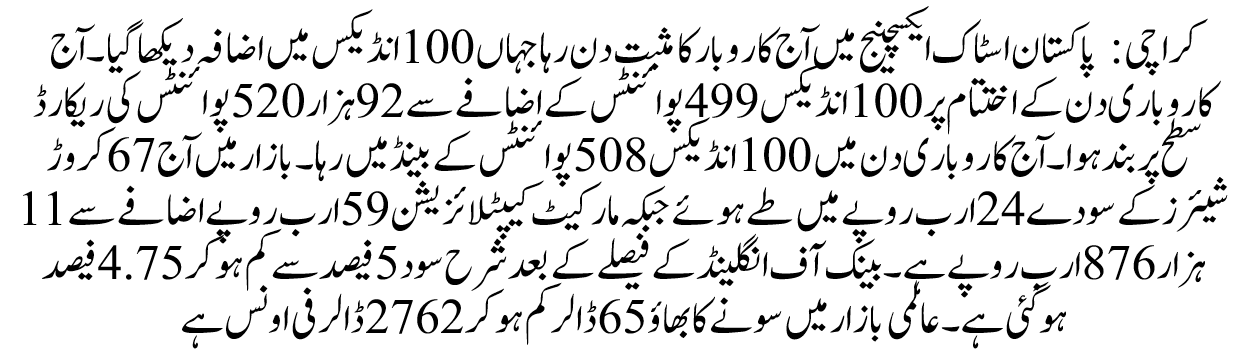 کراچی: پاکستان اسٹاک ایکسچینج میں آج کاروبار کا مثبت دن رہا جہاں 100 انڈیکس میں اضافہ دیکھا گیا۔ آج
کاروباری دن کے اختتام پر 100 انڈیکس 499 پوائنٹس کے اضافے سے 92 ہزار 520 پوائنٹس کی ریکارڈ
سطح پر بند ہوا۔ آج کاروباری دن میں 100 انڈیکس 508 پوائنٹس کے بینڈ میں رہا۔ بازار میں آج 67 کروڑ
شیئرز کے سودے 24 ارب روپے میں طے ہوئے جبکہ مارکیٹ کیپٹلائزیشن 59 ارب روپے اضافے سے 11
ہزار 876 ارب روپے ہے۔ بینک آف انگلینڈ کے فیصلے کے بعد شرح سود 5 فیصد سے کم ہو کر 4.75 فیصد
ہو گئی ہے۔ عالمی بازار میں سونے کا بھاؤ 65 ڈالر کم ہو کر 2762 ڈالر فی اونس ہے